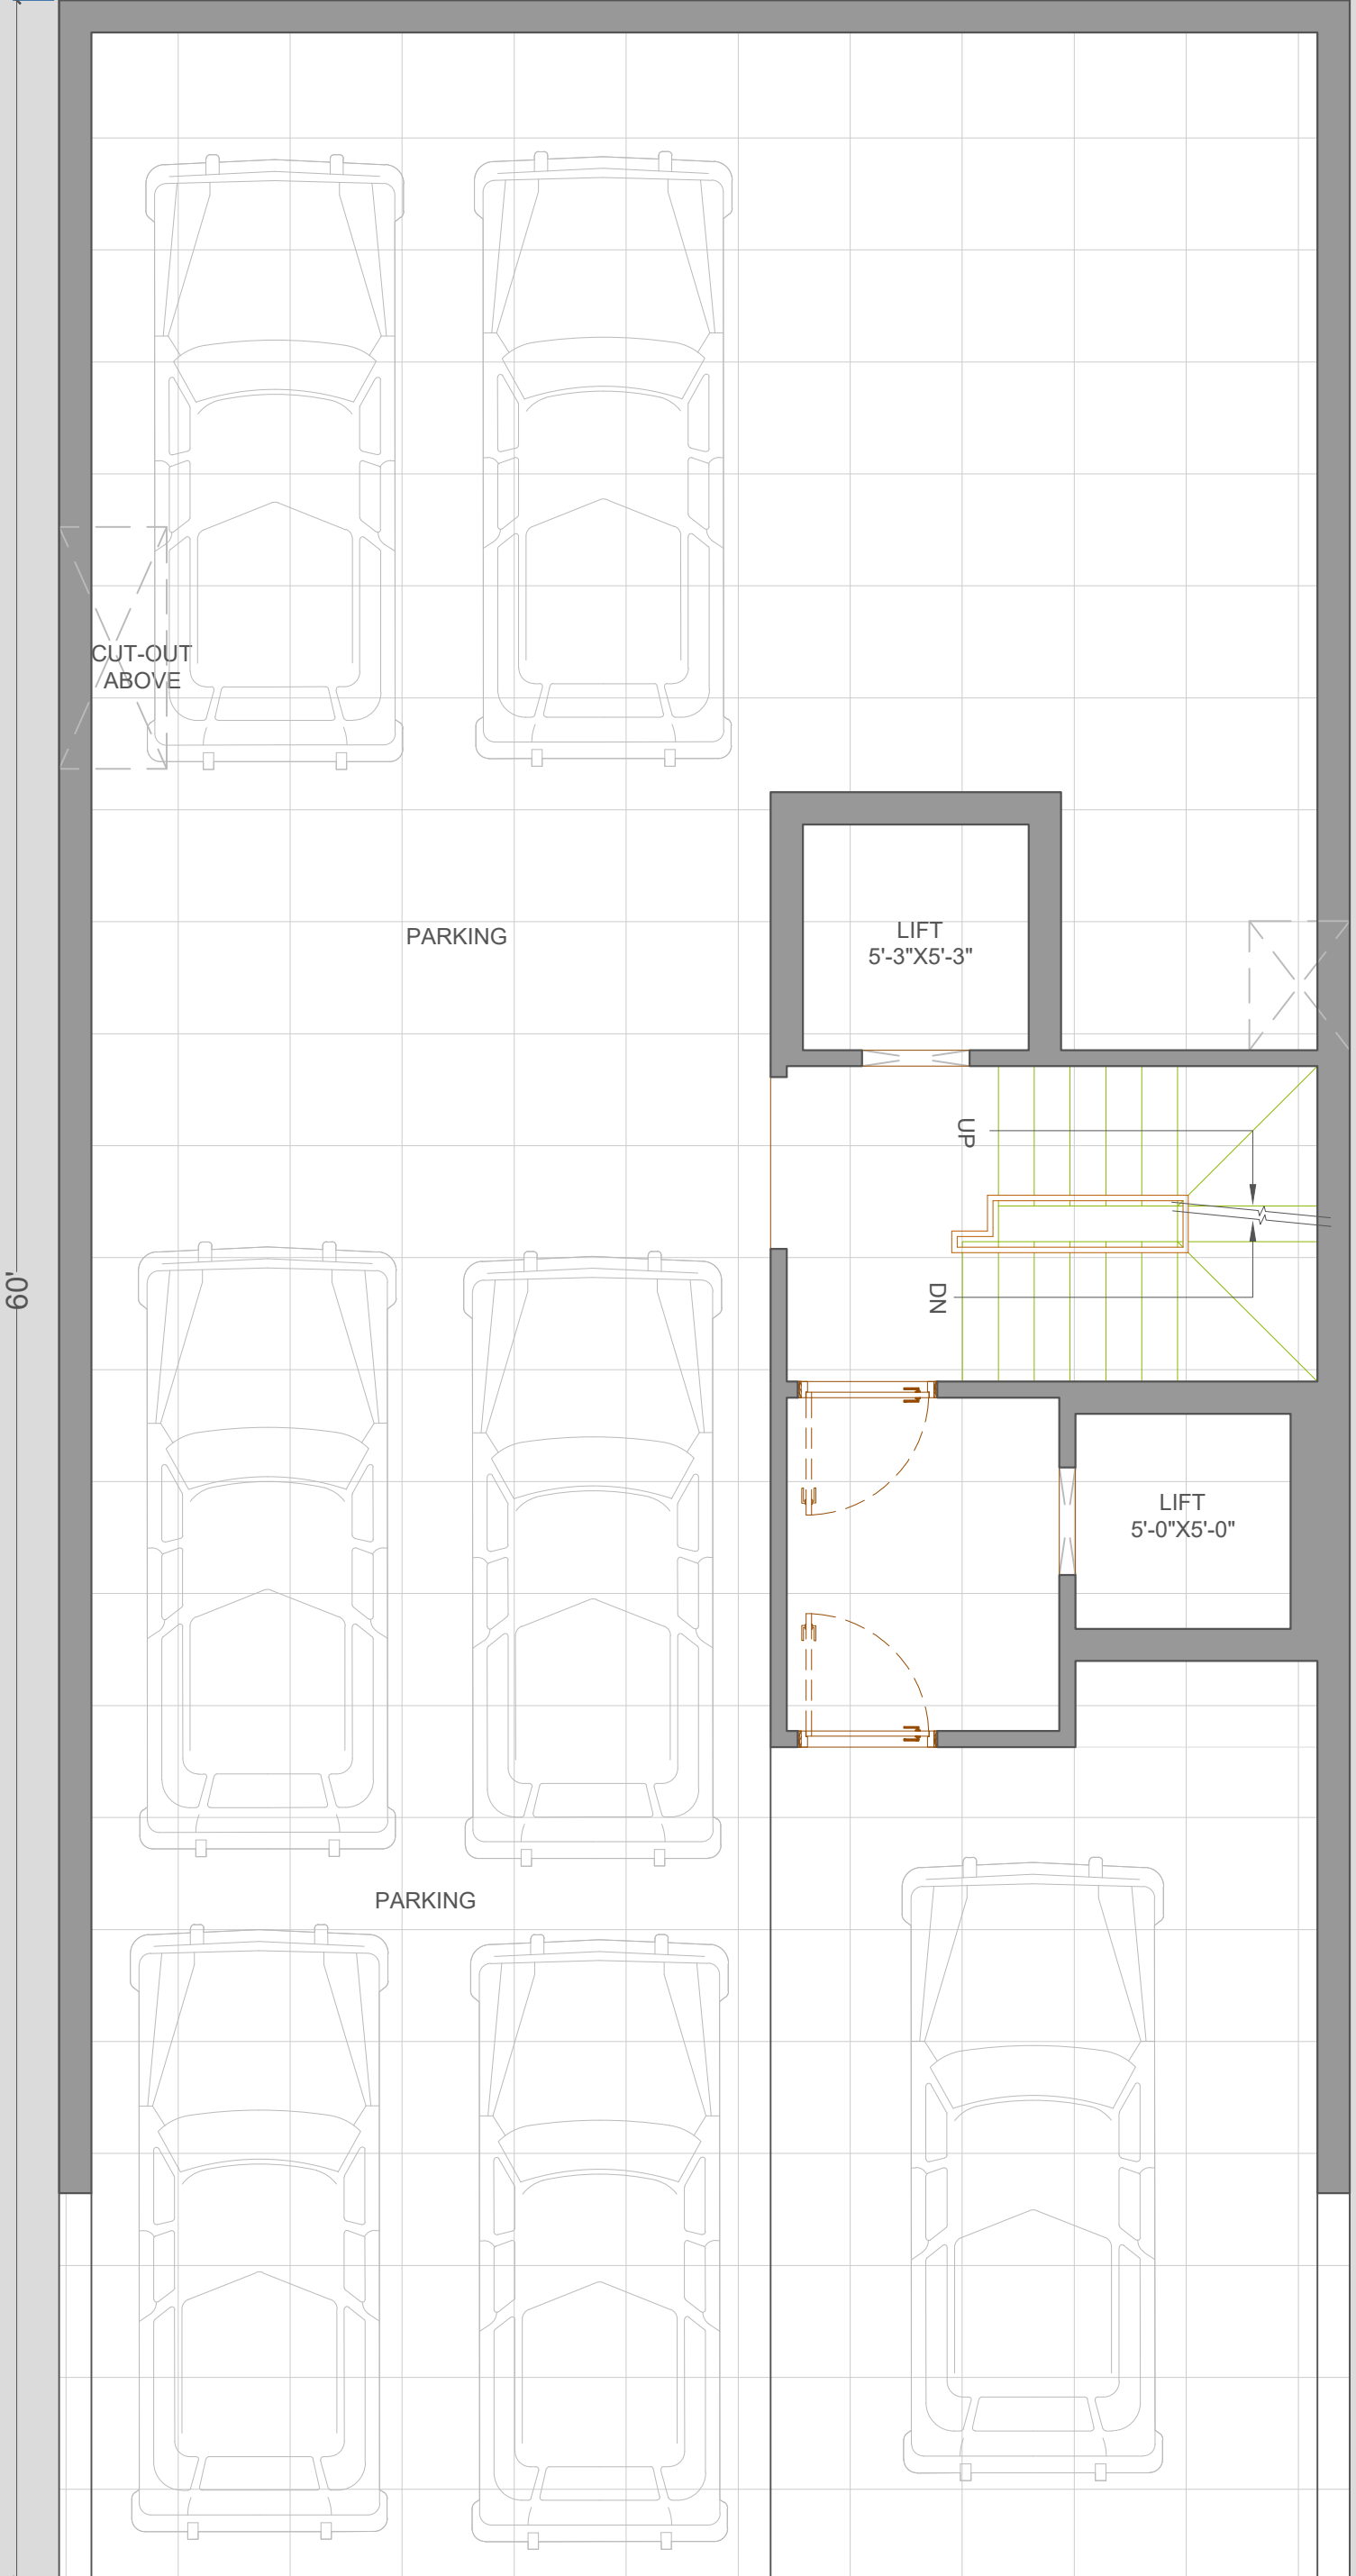 CUT-OUT
ABOVE
PARKING
LIFT
5'-3"X5'-3"
UP
60'
DN
LIFT
5'-0"X5'-0"
PARKING